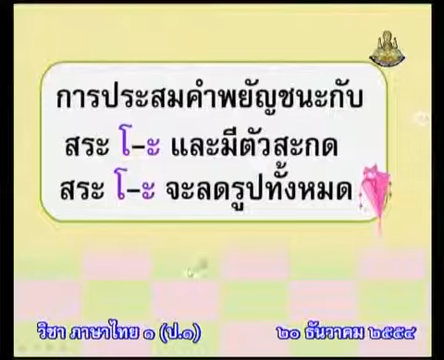 การประสมคำพยัญชนะกับ
สระ โ-ะ และมีตัวสะกด
สระ โ-ะ จะลดรูปทั้งหมด
วิชา ภาษาไทย ๑ (ป.๑)
๒๐ ธันวาคม ๒๕๕๔